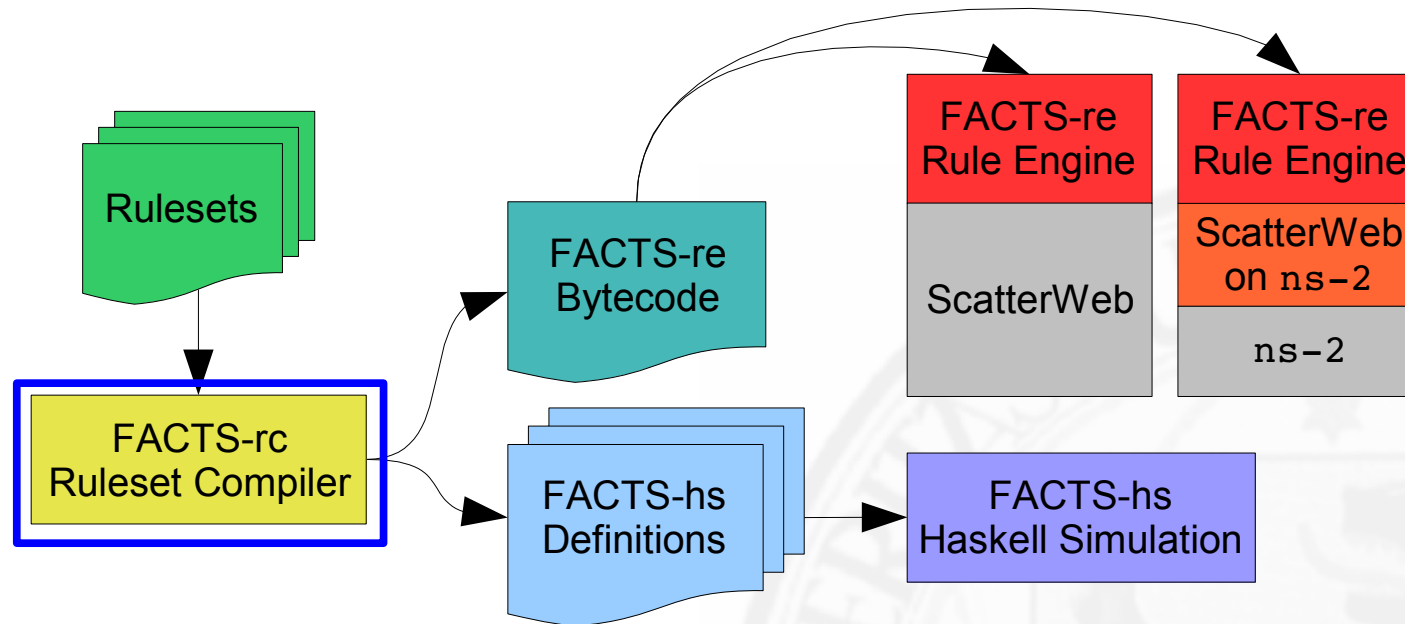 Rulesets
FACTS-rc
Ruleset Compiler
FACTS-re
Bytecode
FACTS-hs
Definitions
FACTS-re
Rule Engine
ScatterWeb
FACTS-re
Rule Engine
ScatterWeb
on ns-2
ns-2
FACTS-hs
Haskell Simulation